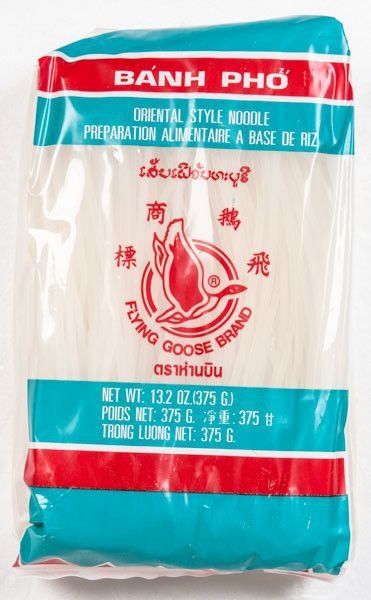 BÁNH PHỞ
ORIENTAL STYLE NOODLE
PREPARATION ALIMENTAIRE A BASE DE RIZ
商 鵝
標 飛
®
FLYING GOOSE BRAND
ตราห่านบิน
NET WT: 13.2 OZ.(375 G.)
POIDS NET: 375 G. 凈重: 375 甘
TRONG LUONG NET: 375 G.